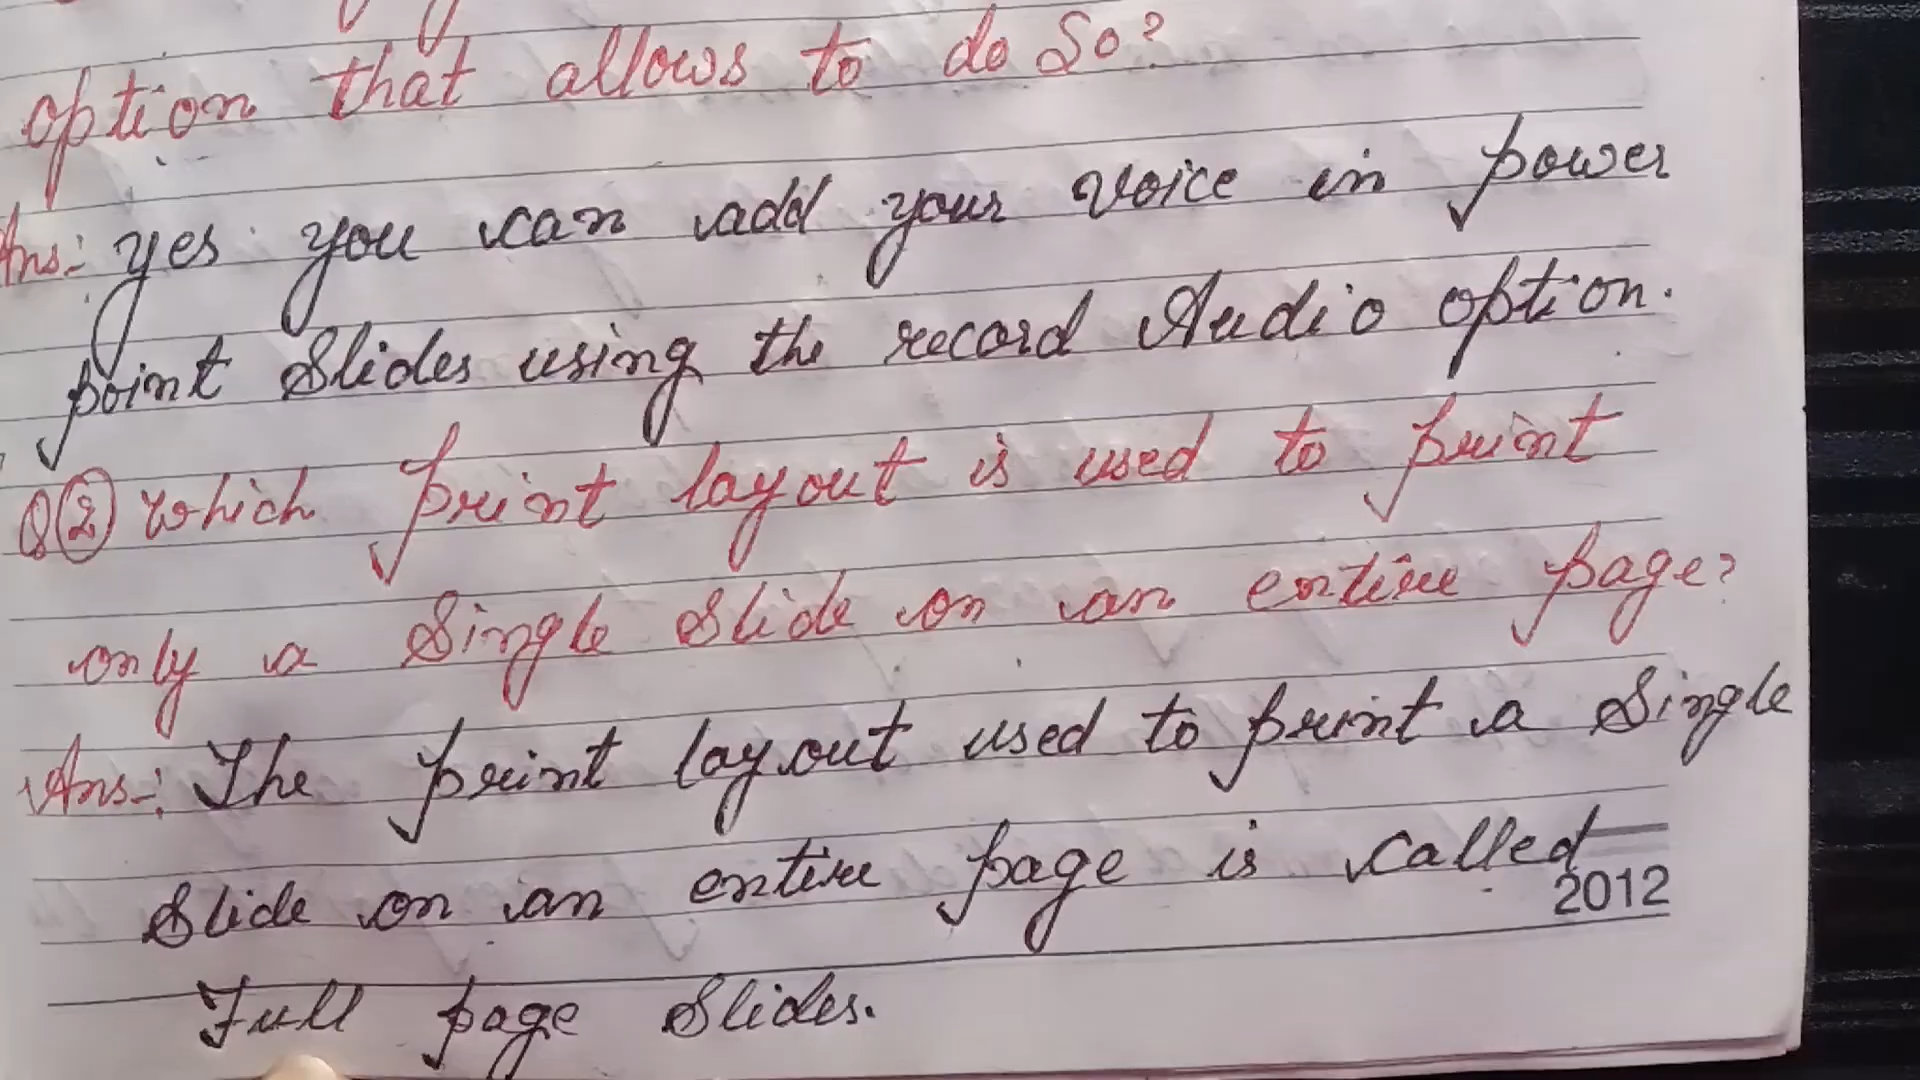 option that allows to do So?
Ans:- yes you can add your voice in power
point Slides using the record Audio option.
Q(2) which print layout is used to print
only a Single Slide on an entire page?
Ans:- The print layout used to print a Single
Slide on an entire page is called
2012
Full page Slides.